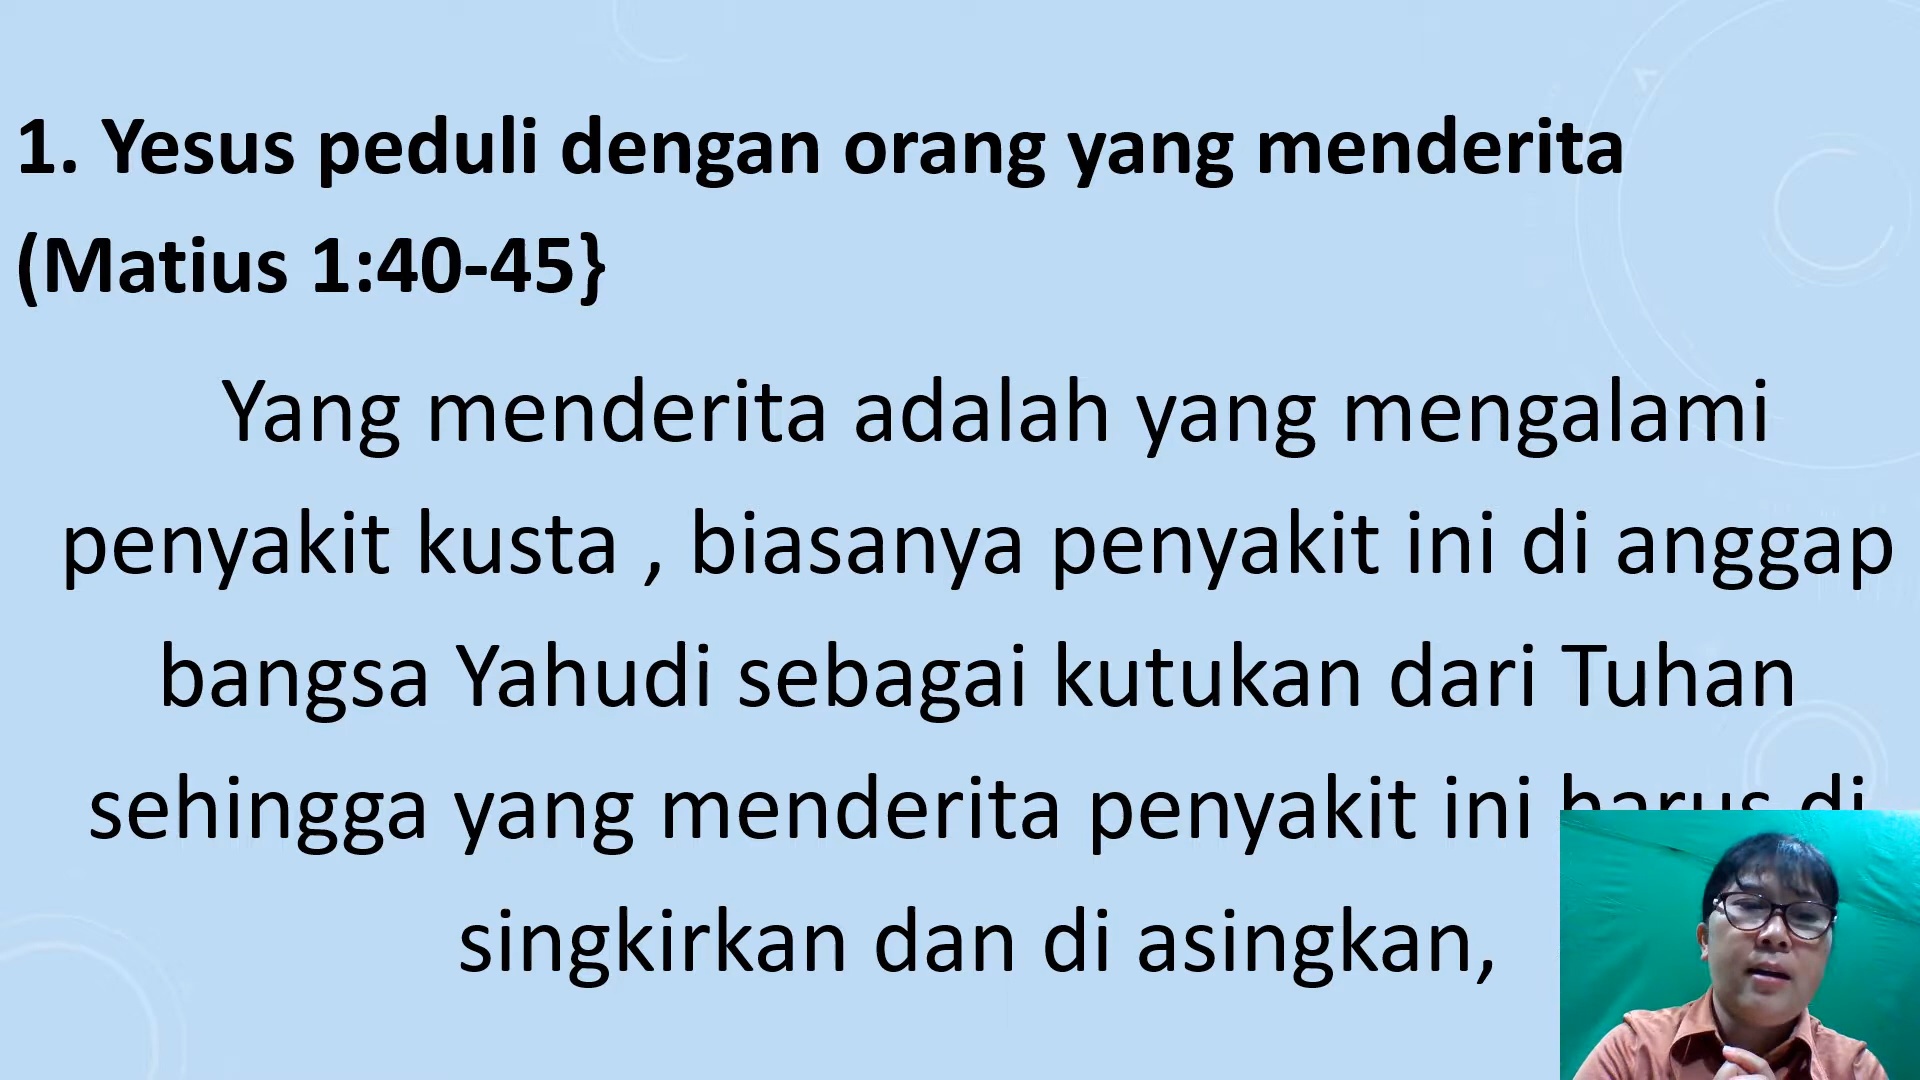 1. Yesus peduli dengan orang yang menderita
(Matius 1:40-45}
Yang menderita adalah yang mengalami
penyakit kusta , biasanya penyakit ini di anggap
bangsa Yahudi sebagai kutukan dari Tuhan
sehingga yang menderita penyakit ini harus di
singkirkan dan di asingkan,